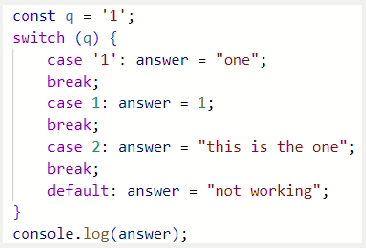 const q = '1';
switch (q) {
case '1': answer = "one";
break;
case 1: answer = 1;
break;
case 2: answer = "this is the one";
break;
default: answer = "not working";
}
console.log(answer);